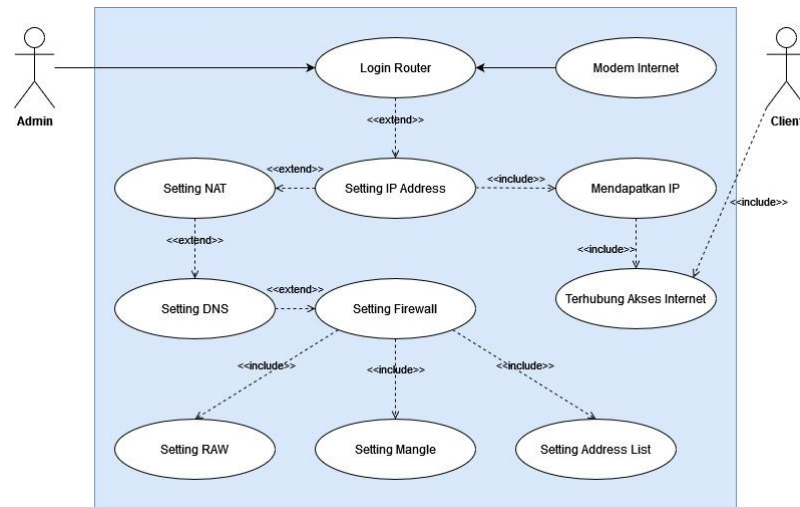 Login Router
Modem Internet
Admin
Client
<<extend>>
<<extend>>
Setting NAT
Setting IP Address
<<include>>
Mendapatkan IP
<<include>>
<<extend>>
<<include>>
Setting DNS
<<extend>>
Setting Firewall
Terhubung Akses Internet
<<include>>
<<include>>
<<include>>
Setting RAW
Setting Mangle
Setting Address List